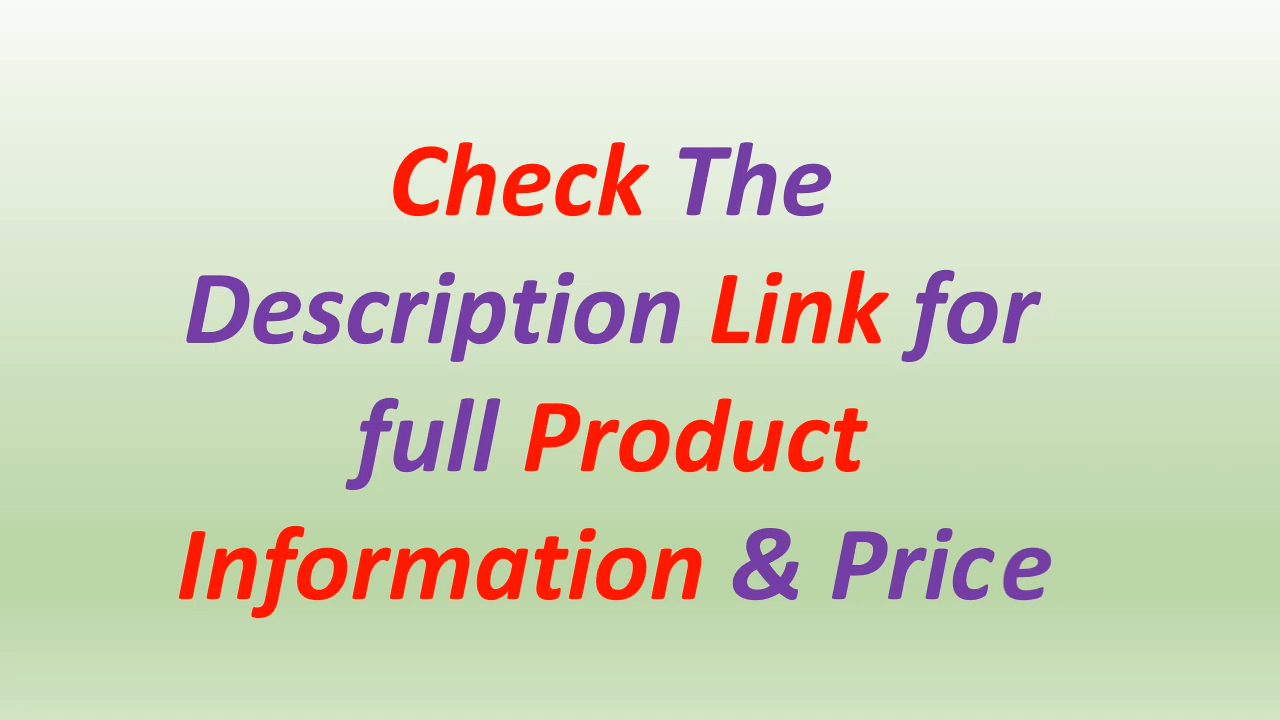 Check The
Description Link for
full Product
Information & Price